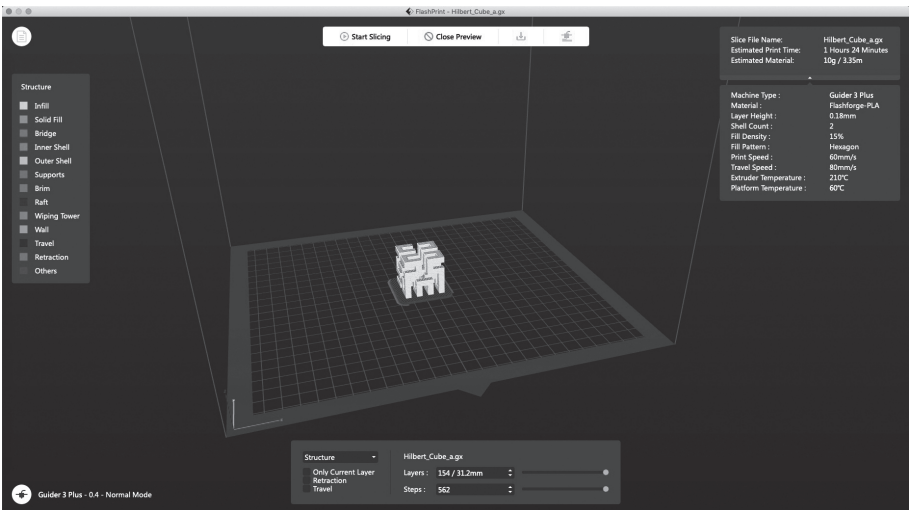 FlashPrint - Hilbert_Cube_a.gx
Start Slicing Close Preview
Slice File Name: Hilbert_Cube_a.gx
Estimated Print Time: 1 Hours 24 Minutes
Estimated Material: 10g / 3.35m
Machine Type : Guider 3 Plus
Material : Flashforge-PLA
Layer Height : 0.18mm
Shell Count : 2
Fill Density : 15%
Fill Pattern : Hexagon
Print Speed : 60mm/s
Travel Speed : 80mm/s
Extruder Temperature : 210℃
Platform Temperature : 60℃
Structure
Infill
Solid Fill
Bridge
Inner Shell
Outer Shell
Supports
Brim
Raft
Wiping Tower
Wall
Travel
Retraction
Others
Structure
Only Current Layer
Retraction
Travel
Hilbert_Cube_a.gx
Layers : 154 / 31.2mm
Steps : 562
Guider 3 Plus - 0.4 - Normal Mode